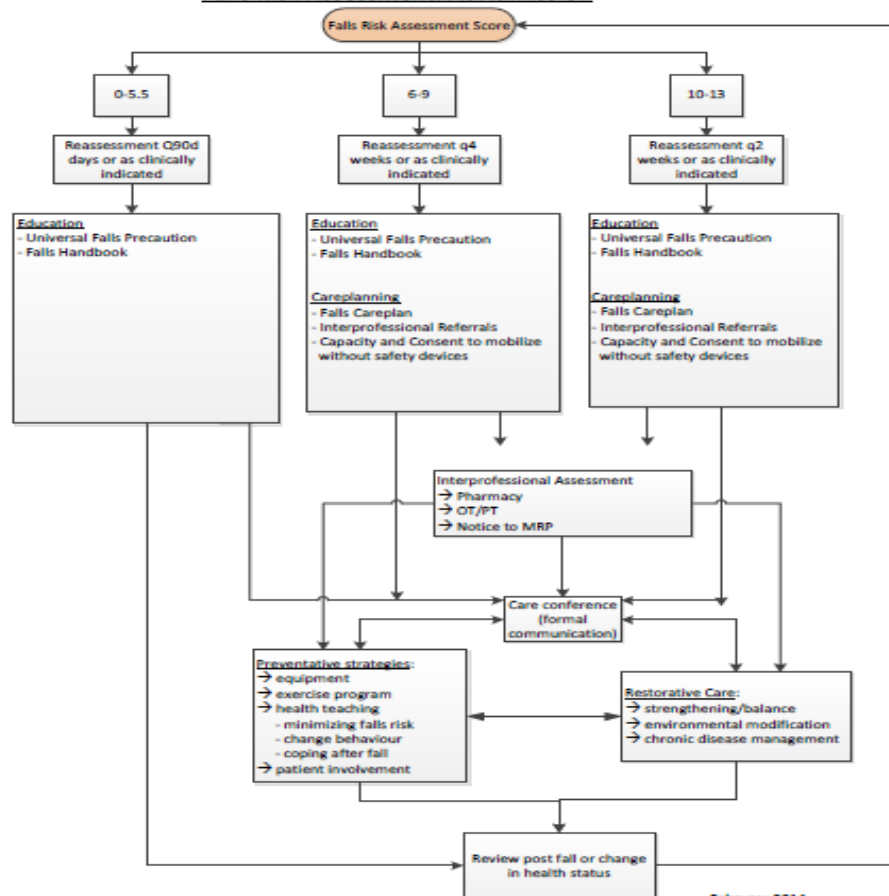 Falls Risk Assessment Score
0-5.5
6-9
10-13
Reassessment Q90d
days or as clinically
indicated
Reassessment q4
weeks or as clinically
indicated
Reassessment q2
weeks or as clinically
indicated
Education
- Universal Falls Precaution
- Falls Handbook
Education
- Universal Falls Precaution
- Falls Handbook
Careplanning
- Falls Careplan
- Interprofessional Referrals
- Capacity and Consent to mobilize
without safety devices
Education
- Universal Falls Precaution
- Falls Handbook
Careplanning
- Falls Careplan
- Interprofessional Referrals
- Capacity and Consent to mobilize
without safety devices
Interprofessional Assessment
→ Pharmacy
→ OT/PT
→ Notice to MRP
Care conference
(formal
communication)
Preventative strategies:
→ equipment
→ exercise program
→ health teaching
- minimizing falls risk
- change behaviour
- coping after fall
→ patient involvement
Restorative Care:
→ strengthening/balance
→ environmental modification
→ chronic disease management
Review post fall or change
in health status